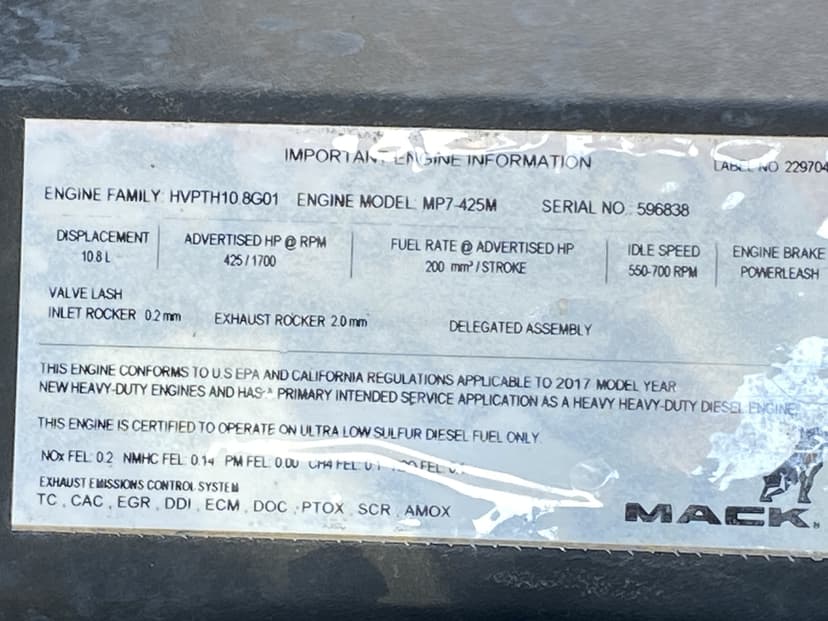 IMPORTANT ENGINE INFORMATION
LABEL NO 229704
ENGINE FAMILY: HVPTH10.8G01 ENGINE MODEL: MP7-425M SERIAL NO. 596838
DISPLACEMENT
10.8 L
ADVERTISED HP @ RPM
425 / 1700
FUEL RATE @ ADVERTISED HP
200 mm³ / STROKE
IDLE SPEED
550-700 RPM
ENGINE BRAKE
POWERLEASH
VALVE LASH
INLET ROCKER 0.2 mm EXHAUST ROCKER 2.0 mm DELEGATED ASSEMBLY
THIS ENGINE CONFORMS TO U.S EPA AND CALIFORNIA REGULATIONS APPLICABLE TO 2017 MODEL YEAR
NEW HEAVY-DUTY ENGINES AND HAS A PRIMARY INTENDED SERVICE APPLICATION AS A HEAVY HEAVY-DUTY DIESEL ENGINE.
THIS ENGINE IS CERTIFIED TO OPERATE ON ULTRA LOW SULFUR DIESEL FUEL ONLY
NOx FEL: 0.2 NMHC FEL: 0.14 PM FEL: 0.00 CH4 FEL: 0.1 FEL:
EXHAUST EMISSIONS CONTROL SYSTEM
TC , CAC , EGR , DDI , ECM , DOC , PTOX , SCR , AMOX
MACK